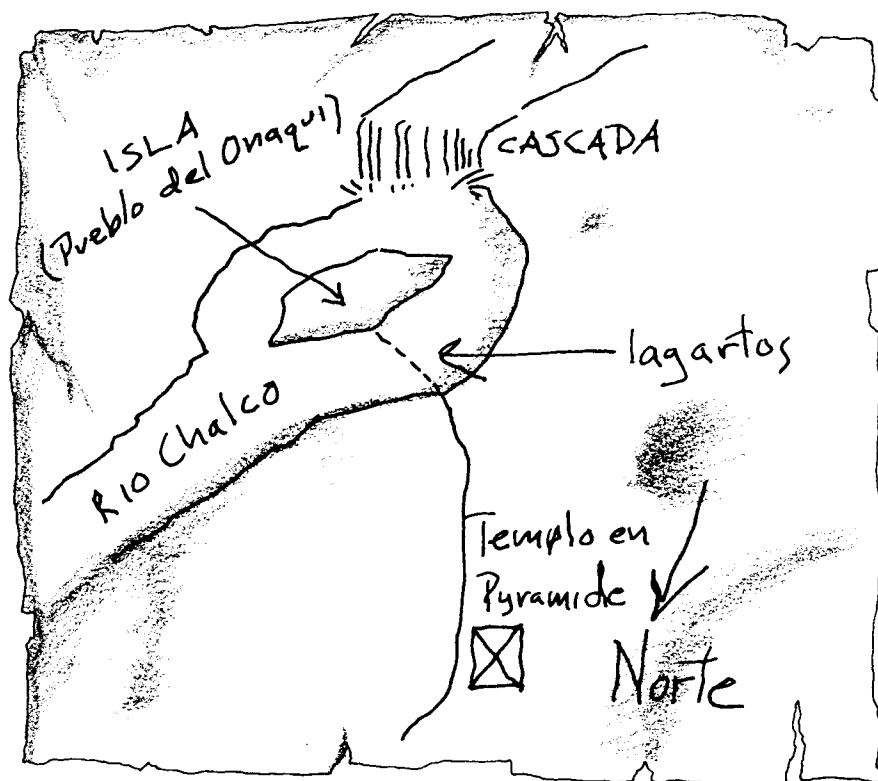 ISLA
(Pueblo del Onaqui)
CASCADA
lagartos
RIO Chalco
Templo en
Pyramide
Norte